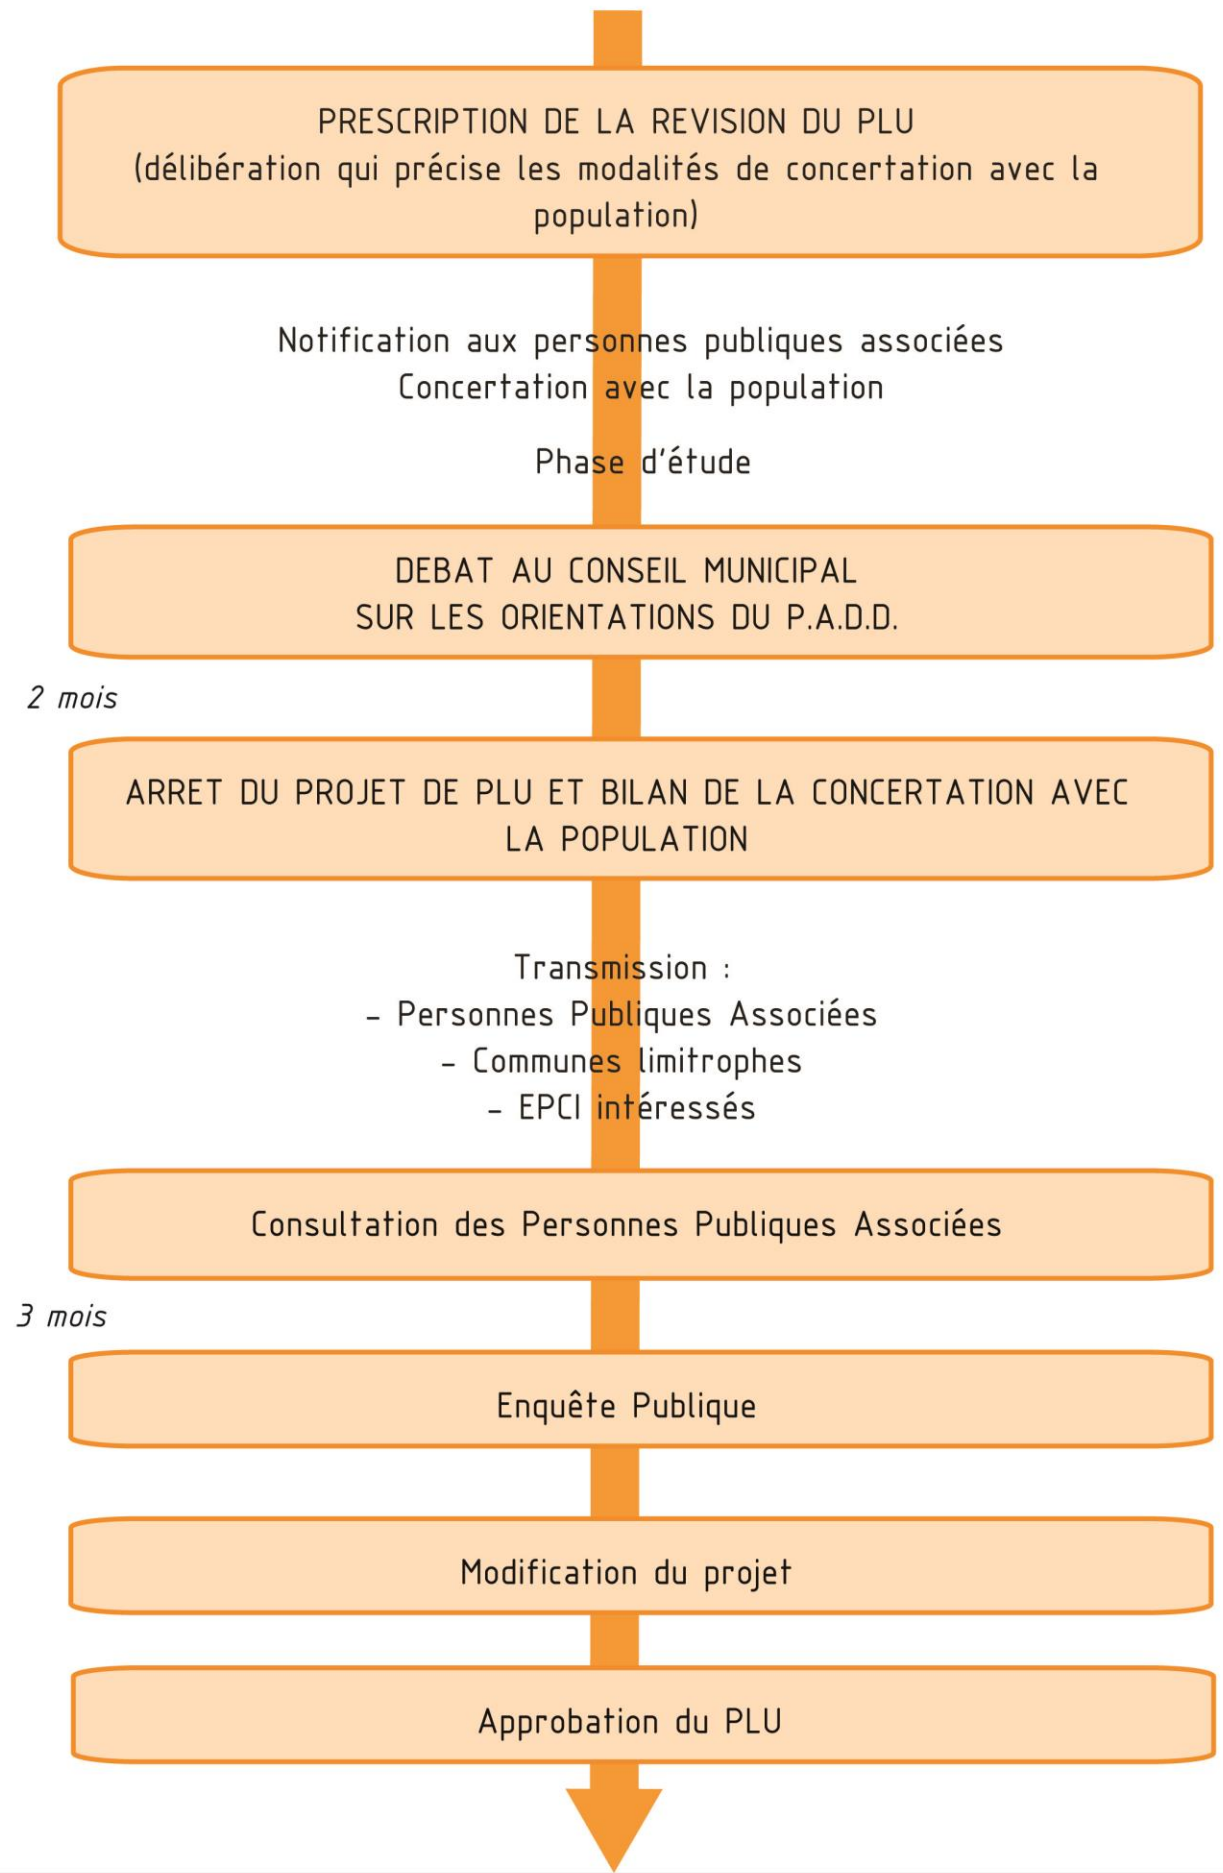 PRESCRIPTION DE LA REVISION DU PLU
(délibération qui précise les modalités de concertation avec la
population)
Notification aux personnes publiques associées
Concertation avec la population
Phase d'étude
DEBAT AU CONSEIL MUNICIPAL
SUR LES ORIENTATIONS DU P.A.D.D.
2 mois
ARRET DU PROJET DE PLU ET BILAN DE LA CONCERTATION AVEC
LA POPULATION
Transmission :
- Personnes Publiques Associées
- Communes limitrophes
- EPCI intéressés
Consultation des Personnes Publiques Associées
3 mois
Enquête Publique
Modification du projet
Approbation du PLU